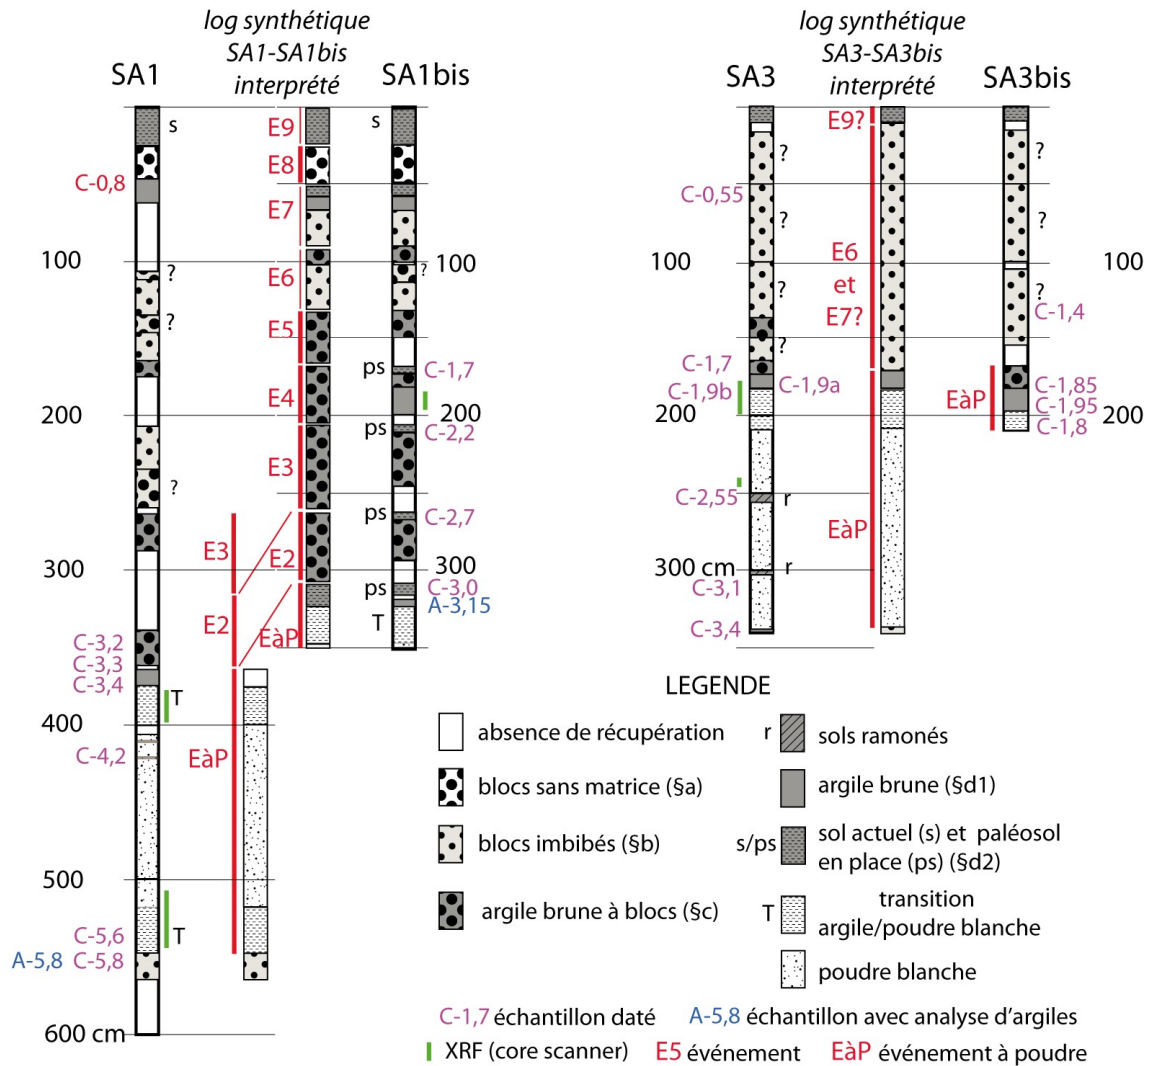 log synthétique
SA1-SA1bis
interprété
SA1
SA1bis
s
E9
s
E8
C-0,8
E7
100
?
E6
100
?
?
E5
ps
C-1,7
E4
200
200
ps
C-2,2
E3
?
ps
C-2,7
E3
E2
300
300
ps
C-3,0
A-3,15
E2
EàP
T
C-3,2
C-3,3
C-3,4
T
400
C-4,2
EàP
500
C-5,6
T
A-5,8
C-5,8
600 cm
log synthétique
SA3-SA3bis
interprété
SA3
SA3bis
E9?
?
?
C-0,55
?
?
E6
et
E7?
100
100
?
?
C-1,4
?
C-1,7
C-1,9b
C-1,9a
EàP
C-1,85
C-1,95
C-1,8
200
200
C-2,55
r
EàP
300 cm
r
C-3,1
C-3,4
LEGENDE
absence de récupération
blocs sans matrice (§a)
blocs imbibés (§b)
argile brune à blocs (§c)
r sols ramonés
argile brune (§d1)
s/ps sol actuel (s) et paléosol
en place (ps) (§d2)
T transition
argile/poudre blanche
poudre blanche
C-1,7 échantillon daté
A-5,8 échantillon avec analyse d'argiles
XRF (core scanner)
E5 événement
EàP événement à poudre